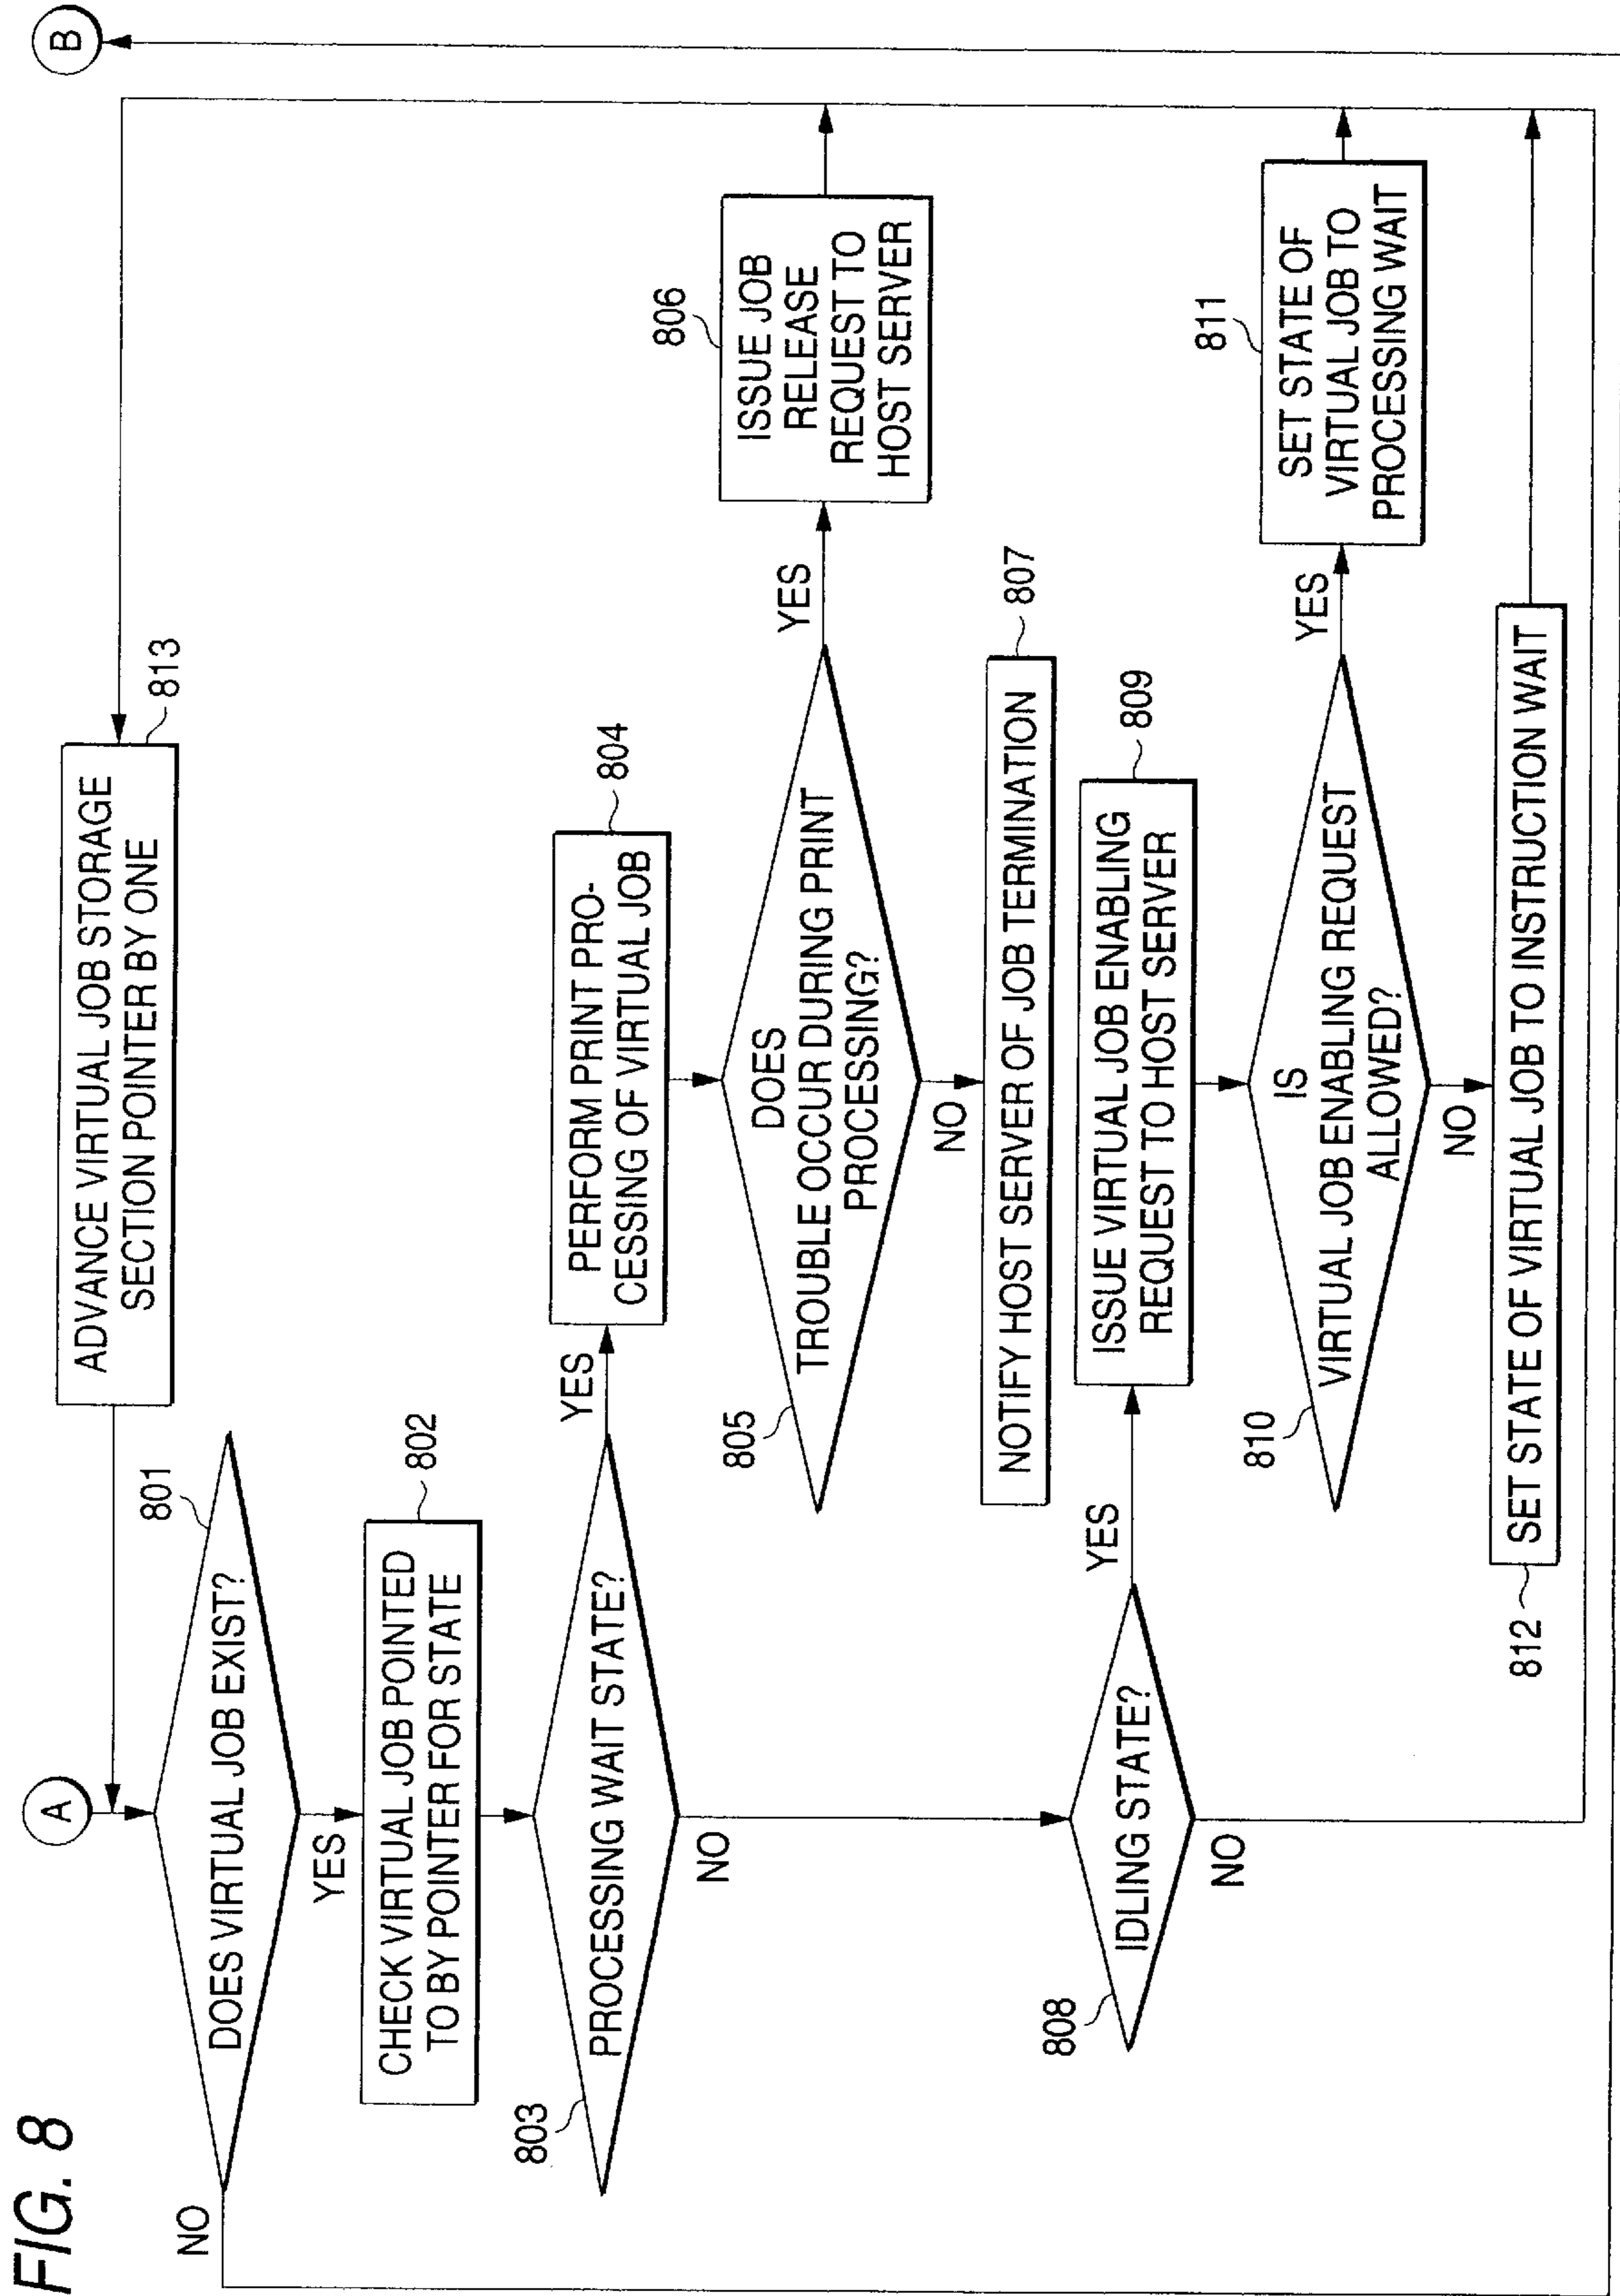 FIG. 8
A
B
ADVANCE VIRTUAL JOB STORAGE
SECTION POINTER BY ONE
813
801
DOES VIRTUAL JOB EXIST?
NO
YES
802
CHECK VIRTUAL JOB POINTED
TO BY POINTER FOR STATE
803
PROCESSING WAIT STATE?
YES
NO
804
PERFORM PRINT PRO-
CESSING OF VIRTUAL JOB
805
DOES
TROUBLE OCCUR DURING PRINT
PROCESSING?
YES
NO
806
ISSUE JOB
RELEASE
REQUEST TO
HOST SERVER
807
NOTIFY HOST SERVER OF JOB TERMINATION
808
IDLING STATE?
YES
NO
809
ISSUE VIRTUAL JOB ENABLING
REQUEST TO HOST SERVER
810
IS
VIRTUAL JOB ENABLING REQUEST
ALLOWED?
YES
NO
811
SET STATE OF
VIRTUAL JOB TO
PROCESSING WAIT
812
SET STATE OF VIRTUAL JOB TO INSTRUCTION WAIT